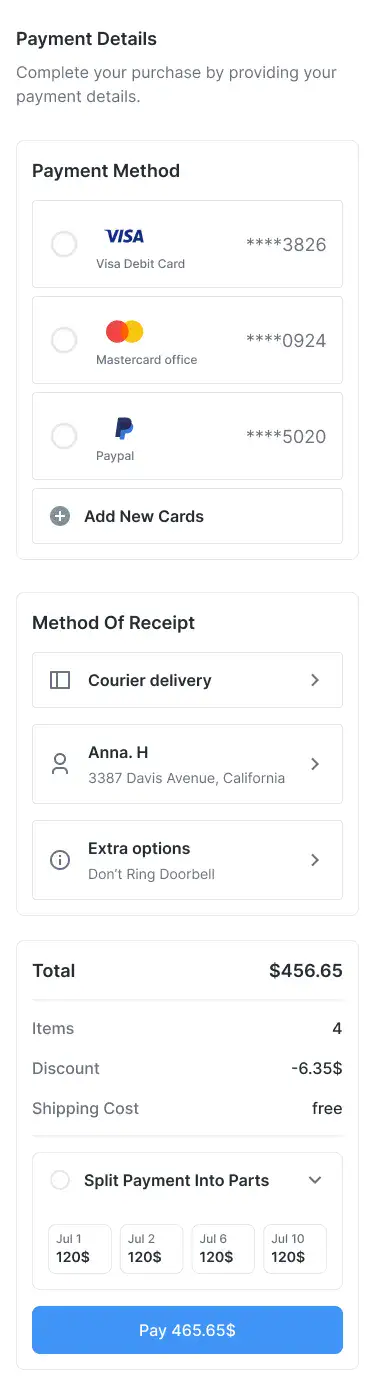 Payment Details
Complete your purchase by providing your
payment details.
Payment Method
VISA
Visa Debit Card
****3826
Mastercard office
****0924
Paypal
****5020
Add New Cards
Method Of Receipt
Courier delivery
Anna. H
3387 Davis Avenue, California
Extra options
Don’t Ring Doorbell
Total $456.65
Items 4
Discount -6.35$
Shipping Cost free
Split Payment Into Parts
Jul 1 Jul 2 Jul 6 Jul 10
120$ 120$ 120$ 120$
Pay 465.65$